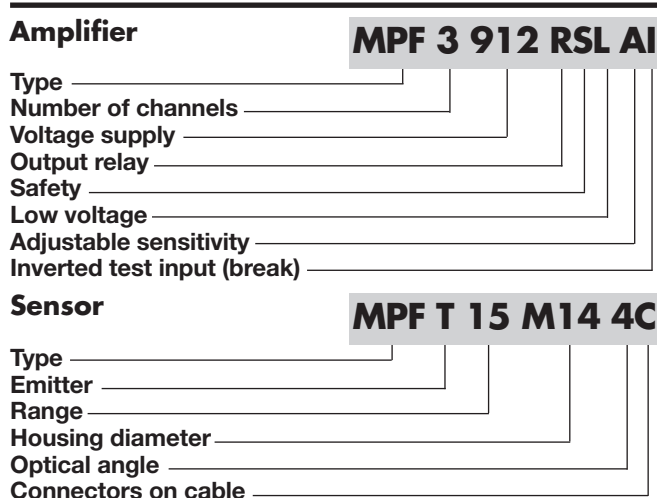 Amplifier
MPF 3 912 RSL AI
Type
Number of channels
Voltage supply
Output relay
Safety
Low voltage
Adjustable sensitivity
Inverted test input (break)
Sensor
MPF T 15 M14 4C
Type
Emitter
Range
Housing diameter
Optical angle
Connectors on cable